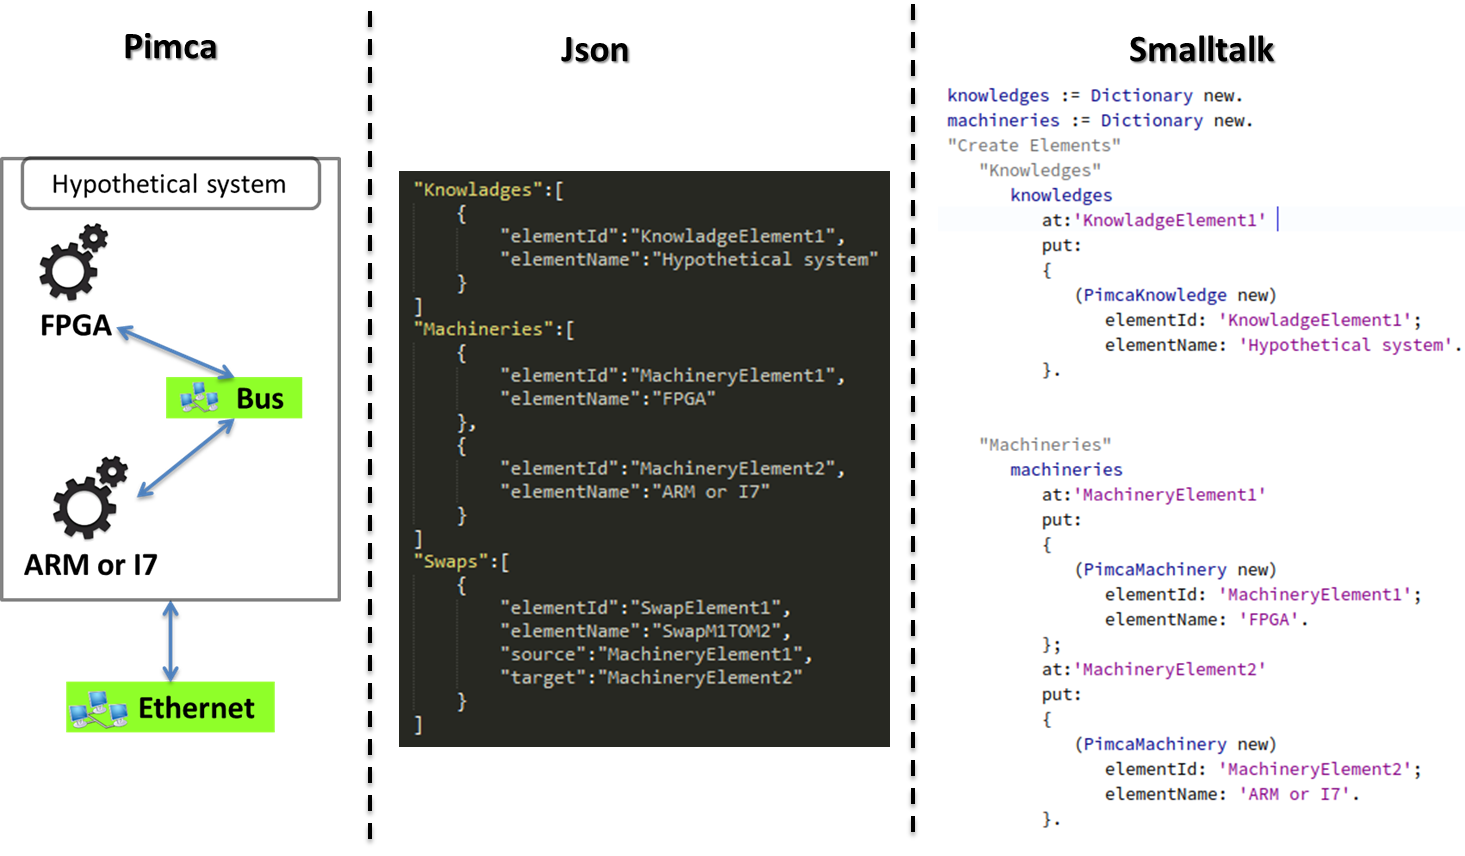 Pimca
Hypothetical system
FPGA
Bus
ARM or I7
Ethernet
Json
"Knowladges":[
{
"elementId":"KnowladgeElement1",
"elementName":"Hypothetical system"
}
]
"Machineries":[
{
"elementId":"MachineryElement1",
"elementName":"FPGA"
},
{
"elementId":"MachineryElement2",
"elementName":"ARM or I7"
}
]
"Swaps":[
{
"elementId":"SwapElement1",
"elementName":"SwapM1TOM2",
"source":"MachineryElement1",
"target":"MachineryElement2"
}
]
Smalltalk
knowledges := Dictionary new.
machineries := Dictionary new.
"Create Elements"
"Knowledges"
knowledges
at:'KnowladgeElement1'
put:
{
(PimcaKnowledge new)
elementId: 'KnowladgeElement1';
elementName: 'Hypothetical system'.
}.
"Machineries"
machineries
at:'MachineryElement1'
put:
{
(PimcaMachinery new)
elementId: 'MachineryElement1';
elementName: 'FPGA'.
};
at:'MachineryElement2'
put:
{
(PimcaMachinery new)
elementId: 'MachineryElement2';
elementName: 'ARM or I7'.
}.